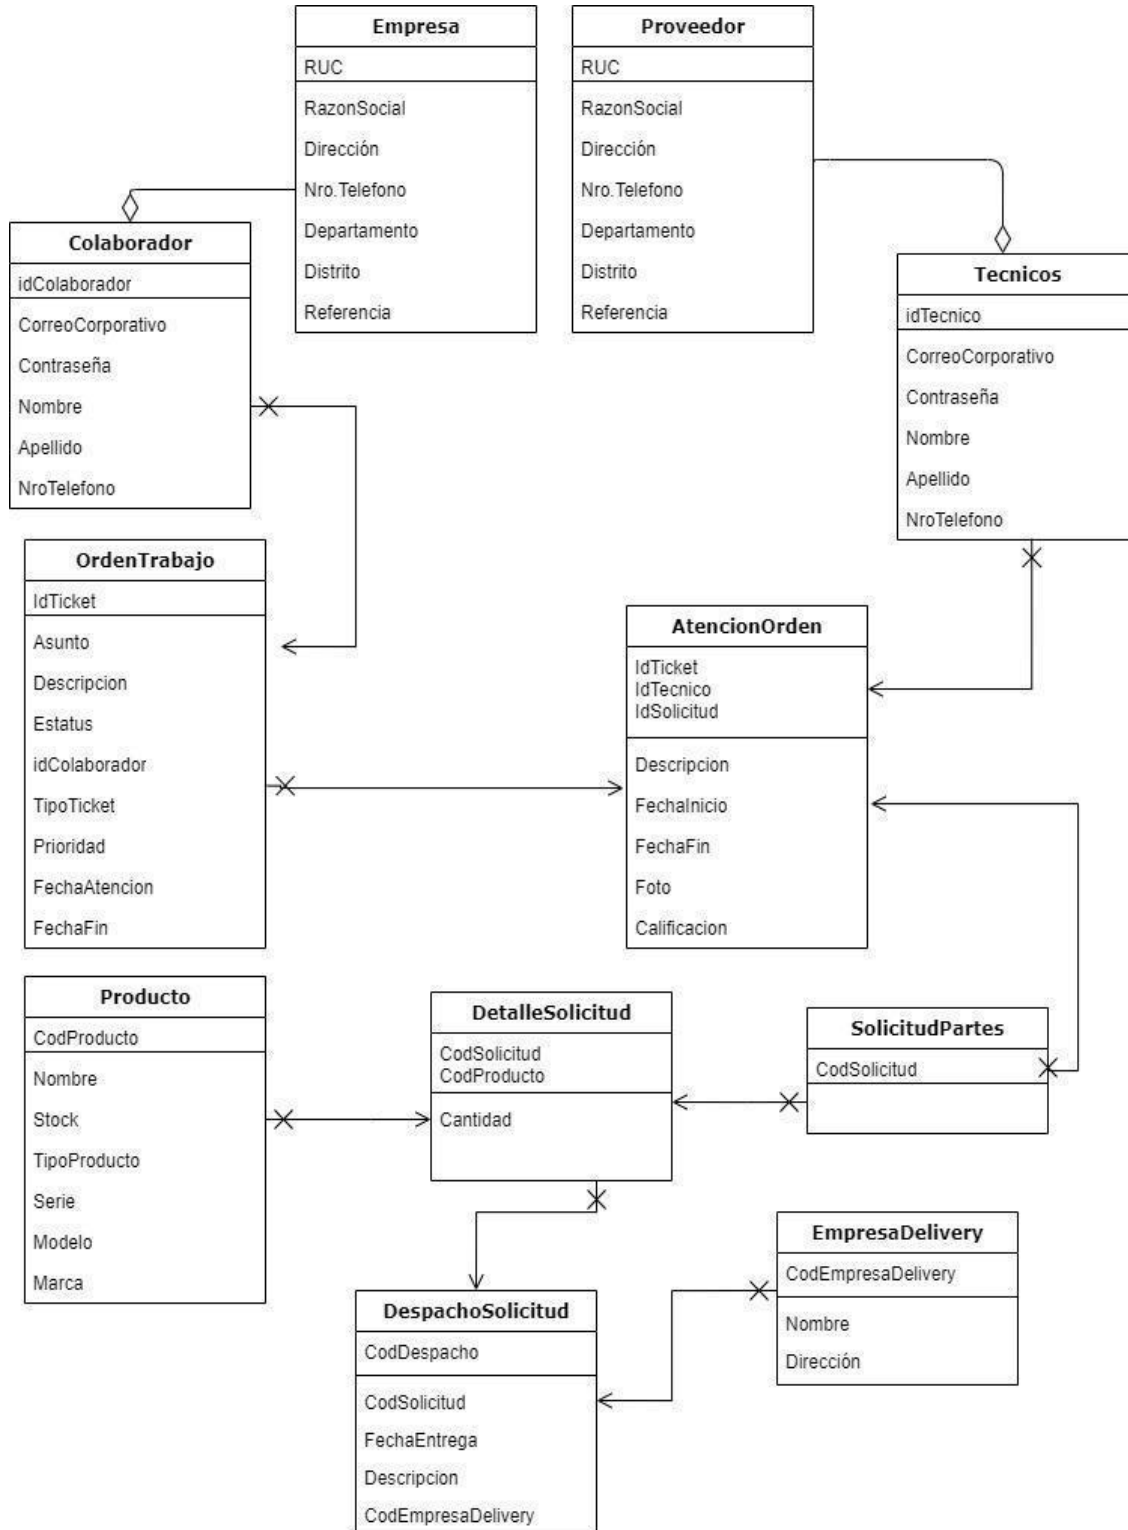 Empresa
RUC
RazonSocial
Dirección
Nro.Telefono
Departamento
Distrito
Referencia
Proveedor
RUC
RazonSocial
Dirección
Nro.Telefono
Departamento
Distrito
Referencia
Colaborador
idColaborador
CorreoCorporativo
Contraseña
Nombre
Apellido
NroTelefono
Tecnicos
idTecnico
CorreoCorporativo
Contraseña
Nombre
Apellido
NroTelefono
OrdenTrabajo
IdTicket
Asunto
Descripcion
Estatus
idColaborador
TipoTicket
Prioridad
FechaAtencion
FechaFin
AtencionOrden
IdTicket
IdTecnico
IdSolicitud
Descripcion
FechaInicio
FechaFin
Foto
Calificacion
Producto
CodProducto
Nombre
Stock
TipoProducto
Serie
Modelo
Marca
DetalleSolicitud
CodSolicitud
CodProducto
Cantidad
SolicitudPartes
CodSolicitud
EmpresaDelivery
CodEmpresaDelivery
Nombre
Dirección
DespachoSolicitud
CodDespacho
CodSolicitud
FechaEntrega
Descripcion
CodEmpresaDelivery